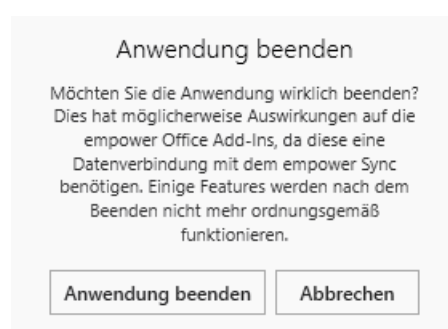 Anwendung beenden
Möchten Sie die Anwendung wirklich beenden?
Dies hat möglicherweise Auswirkungen auf die
empower Office Add-Ins, da diese eine
Datenverbindung mit dem empower Sync
benötigen. Einige Features werden nach dem
Beenden nicht mehr ordnungsgemäß
funktionieren.
Anwendung beenden Abbrechen